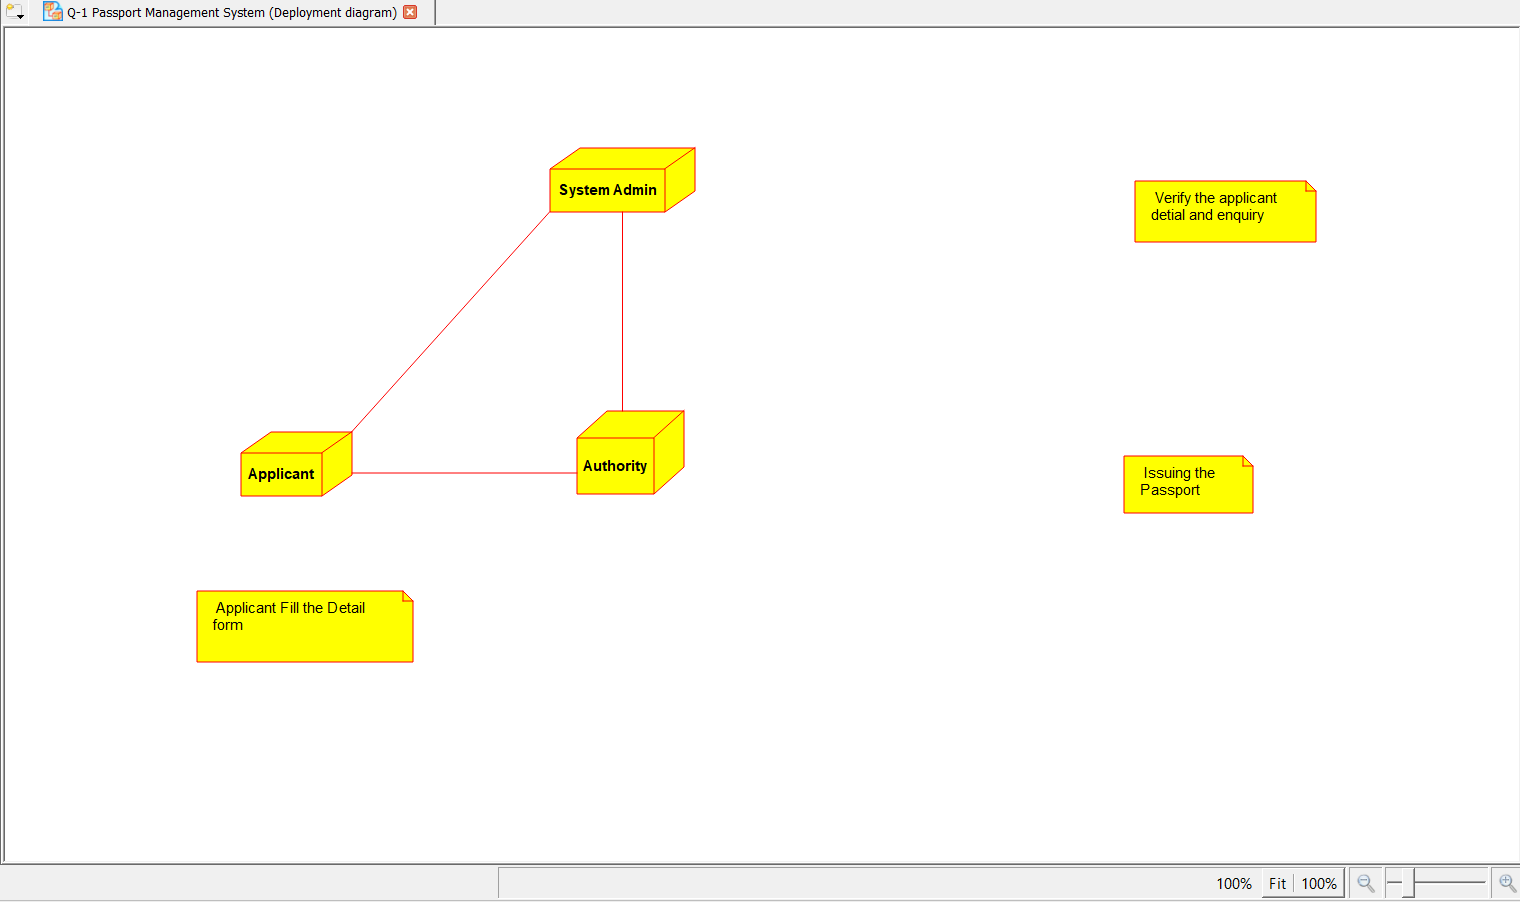 Q-1 Passport Management System (Deployment diagram)
System Admin
Verify the applicant
detial and enquiry
Applicant
Authority
Issuing the
Passport
Applicant Fill the Detail
form
100% Fit 100%